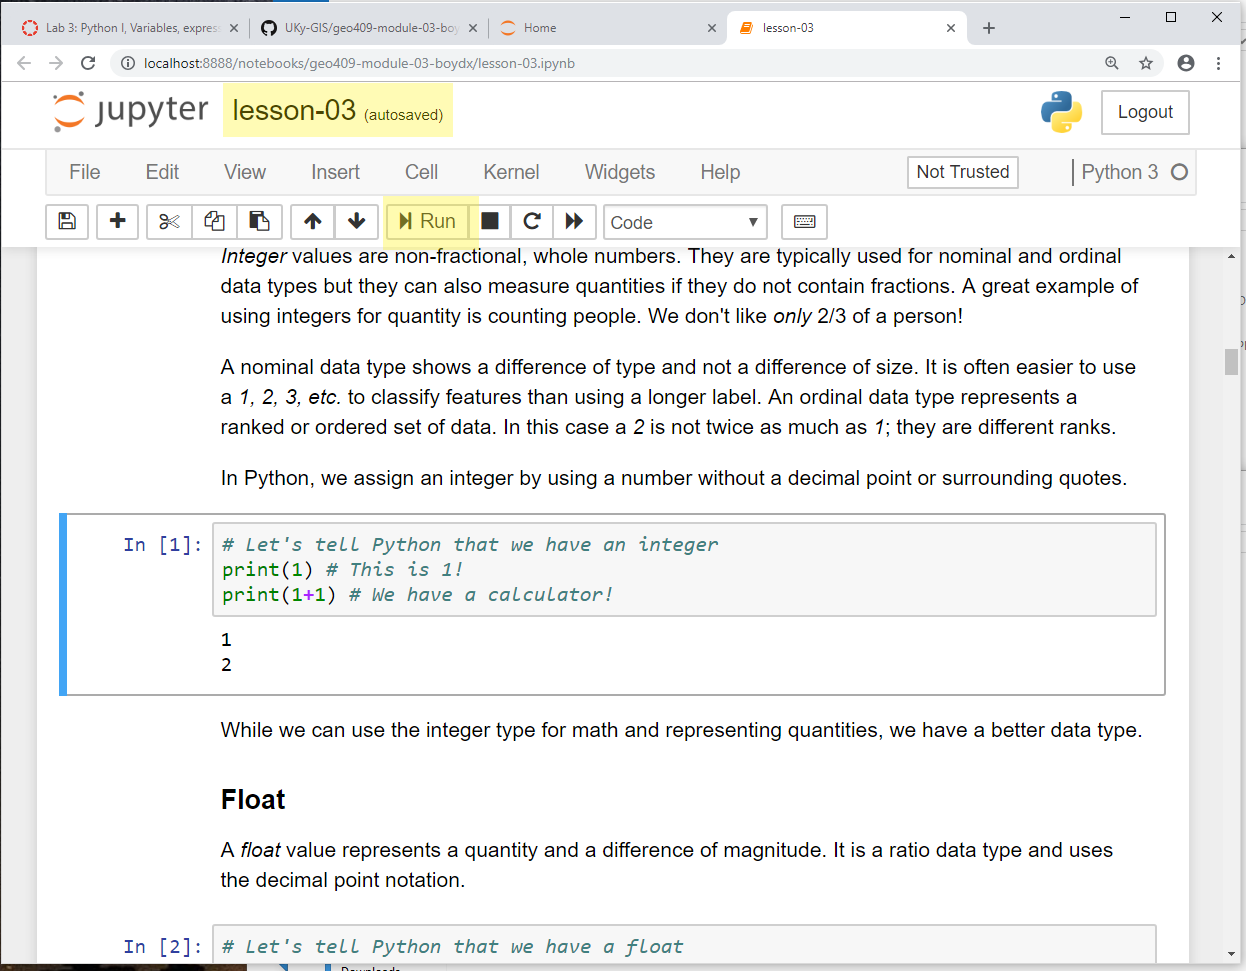 Lab 3: Python I, Variables, expres
UKy-GIS/geo409-module-03-boy
Home
lesson-03
localhost:8888/notebooks/geo409-module-03-boydx/lesson-03.ipynb
jupyter lesson-03 (autosaved)
Logout
File Edit View Insert Cell Kernel Widgets Help
Not Trusted
Python 3
Run
Code
Integer values are non-fractional, whole numbers. They are typically used for nominal and ordinal
data types but they can also measure quantities if they do not contain fractions. A great example of
using integers for quantity is counting people. We don't like only 2/3 of a person!
A nominal data type shows a difference of type and not a difference of size. It is often easier to use
a 1, 2, 3, etc. to classify features than using a longer label. An ordinal data type represents a
ranked or ordered set of data. In this case a 2 is not twice as much as 1; they are different ranks.
In Python, we assign an integer by using a number without a decimal point or surrounding quotes.
In [1]: # Let's tell Python that we have an integer
print(1) # This is 1!
print(1+1) # We have a calculator!
1
2
While we can use the integer type for math and representing quantities, we have a better data type.
Float
A float value represents a quantity and a difference of magnitude. It is a ratio data type and uses
the decimal point notation.
In [2]: # Let's tell Python that we have a float